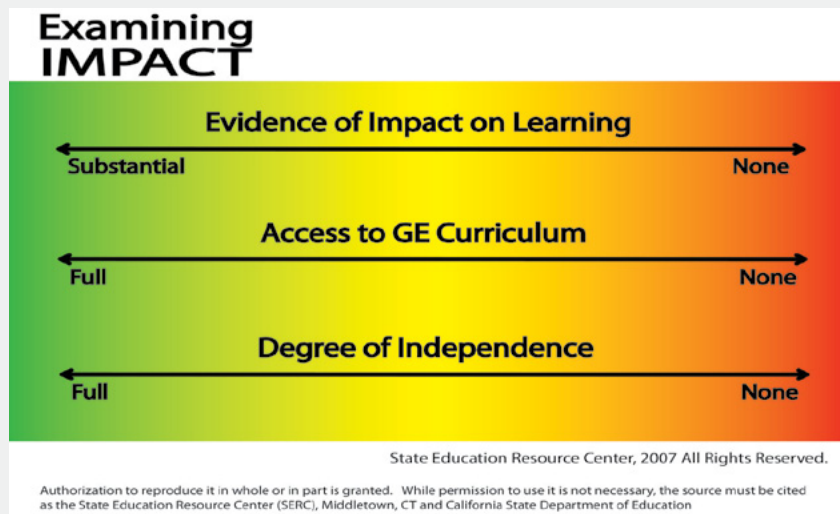 Examining
IMPACT
Evidence of Impact on Learning
Substantial None
Access to GE Curriculum
Full None
Degree of Independence
Full None
State Education Resource Center, 2007 All Rights Reserved.
Authorization to reproduce it in whole or in part is granted. While permission to use it is not necessary, the source must be cited
as the State Education Resource Center (SERC), Middletown, CT and California State Department of Education